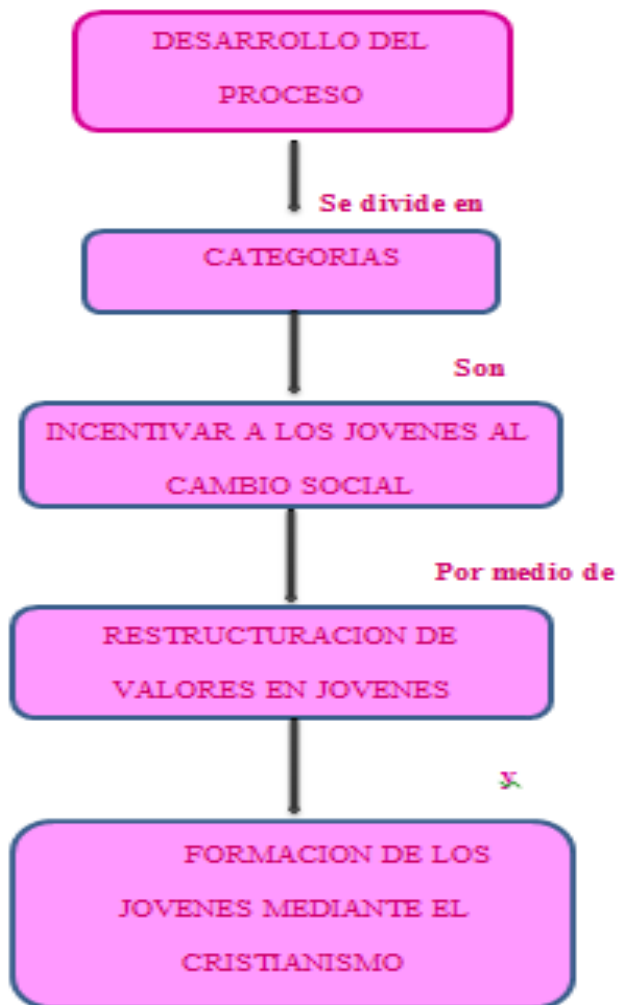 DESARROLLO DEL
PROCESO
Se divide en
CATEGORIAS
Son
INCENTIVAR A LOS JOVENES AL
CAMBIO SOCIAL
Por medio de
RESTRUCTURACION DE
VALORES EN JOVENES
y
FORMACION DE LOS
JOVENES MEDIANTE EL
CRISTIANISMO